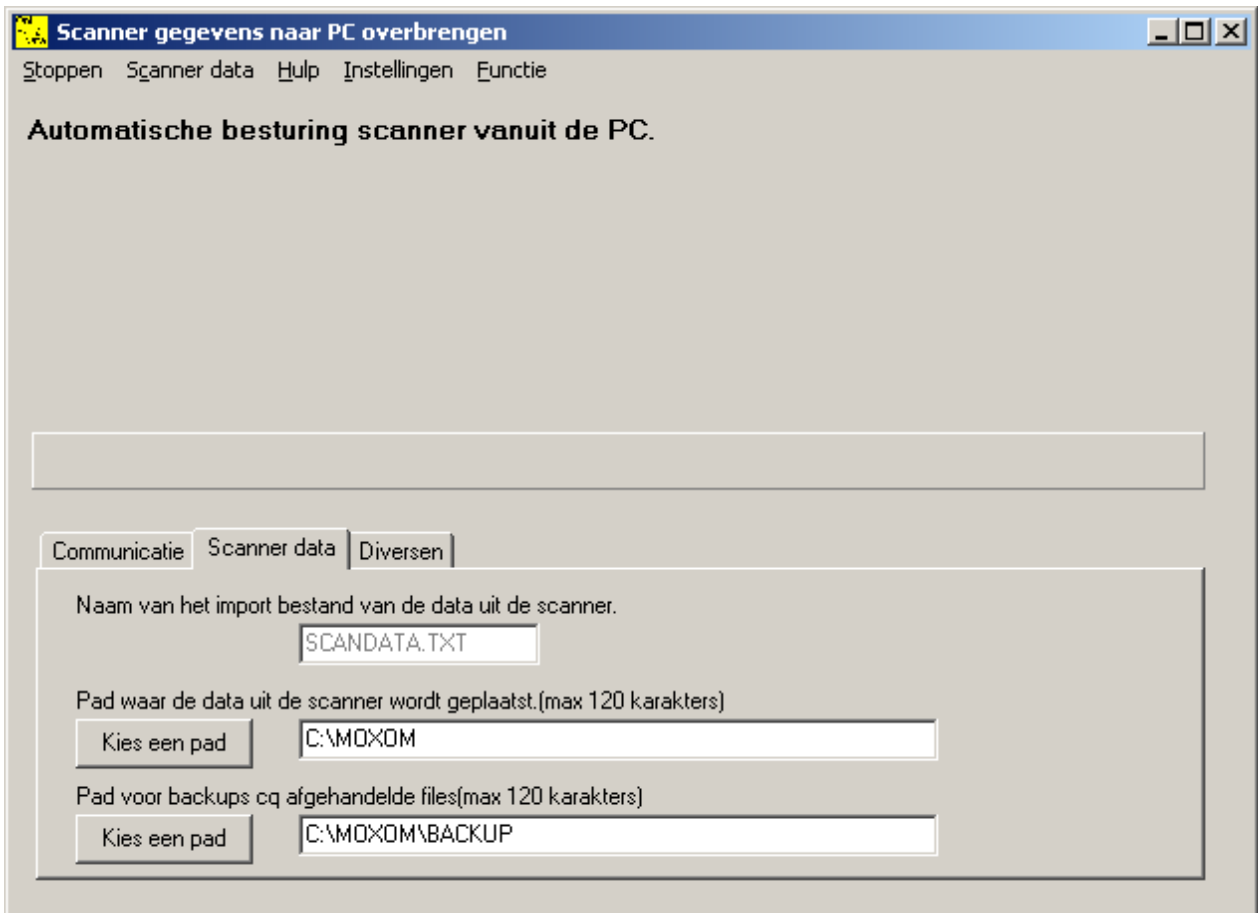 Scanner gegevens naar PC overbrengen
Stoppen Scanner data Hulp Instellingen Functie
Automatische besturing scanner vanuit de PC.
Communicatie Scanner data Diversen
Naam van het import bestand van de data uit de scanner.
SCANDATA.TXT
Pad waar de data uit de scanner wordt geplaatst.(max 120 karakters)
Kies een pad C:\MOXOM
Pad voor backups cq afgehandelde files(max 120 karakters)
Kies een pad C:\MOXOM\BACKUP